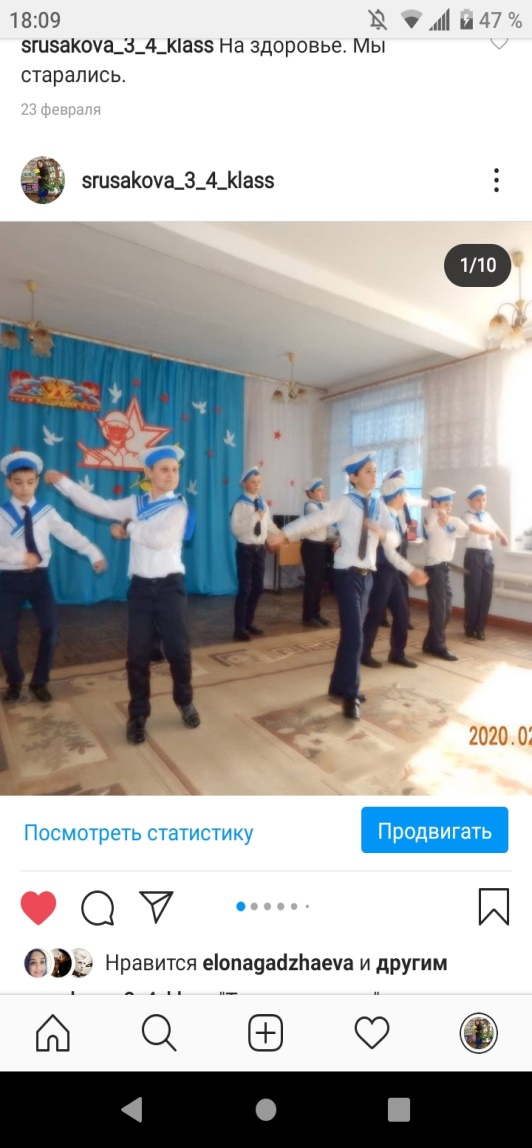 18:09
47 %
srusakova_3_4_klass На здоровье. Мы
старались.
23 февраля
srusakova_3_4_klass
1/10
2020.02
Посмотреть статистику
Продвигать
Нравится elonagadzhaeva и другим